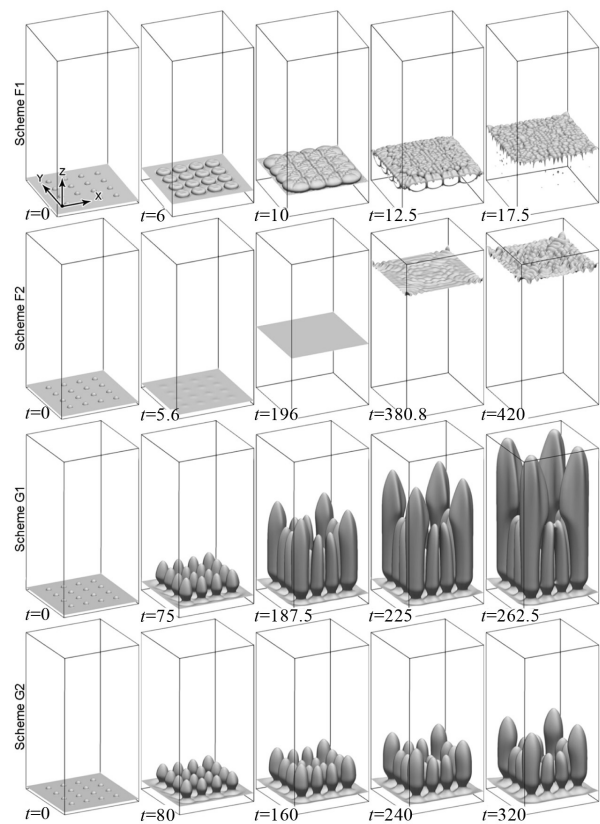 Scheme F1
Z
Y
X
t=0
t=6
t=10
t=12.5
t=17.5
Scheme F2
t=0
t=5.6
t=196
t=380.8
t=420
Scheme G1
t=0
t=75
t=187.5
t=225
t=262.5
Scheme G2
t=0
t=80
t=160
t=240
t=320